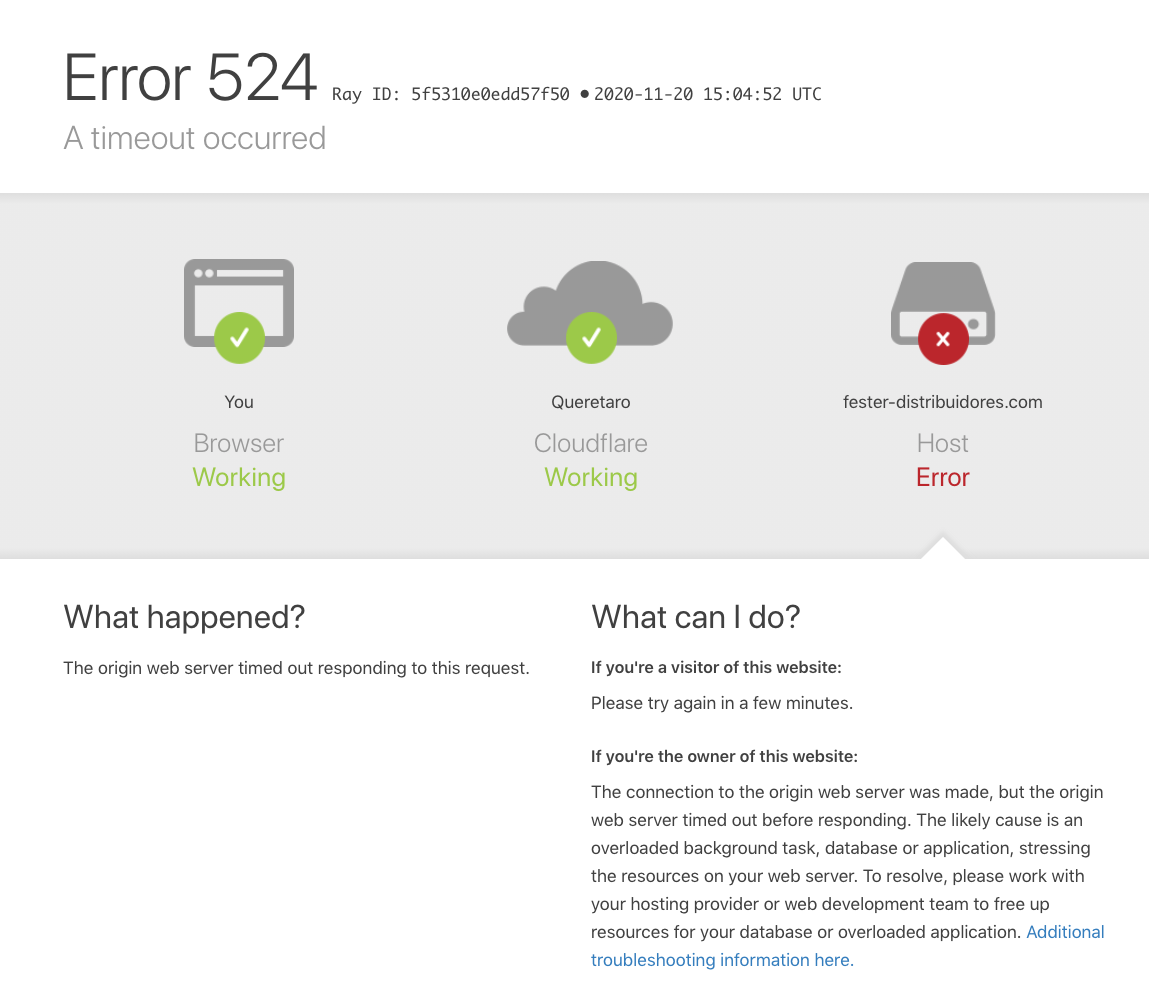 Error 524 Ray ID: 5f5310e0edd57f50 • 2020-11-20 15:04:52 UTC
A timeout occurred
You
Browser
Working
Queretaro
Cloudflare
Working
fester-distribuidores.com
Host
Error
What happened?
The origin web server timed out responding to this request.
What can I do?
If you're a visitor of this website:
Please try again in a few minutes.
If you're the owner of this website:
The connection to the origin web server was made, but the origin
web server timed out before responding. The likely cause is an
overloaded background task, database or application, stressing
the resources on your web server. To resolve, please work with
your hosting provider or web development team to free up
resources for your database or overloaded application. Additional
troubleshooting information here.